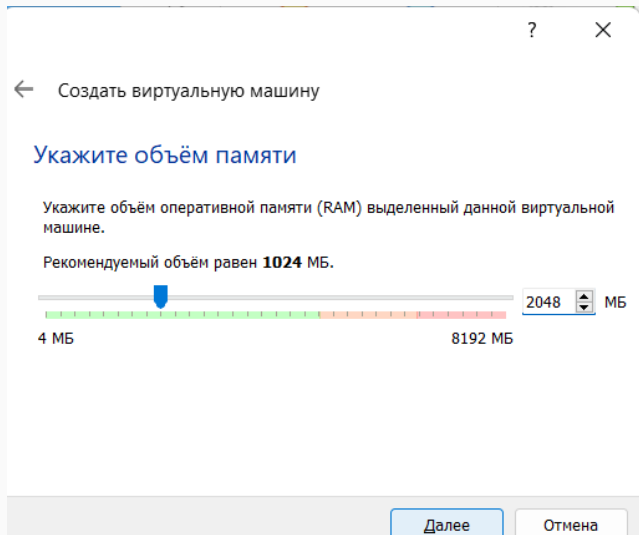 ?
Создать виртуальную машину
Укажите объём памяти
Укажите объём оперативной памяти (RAM) выделенный данной виртуальной
машине.
Рекомендуемый объём равен 1024 МБ.
2048 МБ
4 МБ 8192 МБ
Далее Отмена